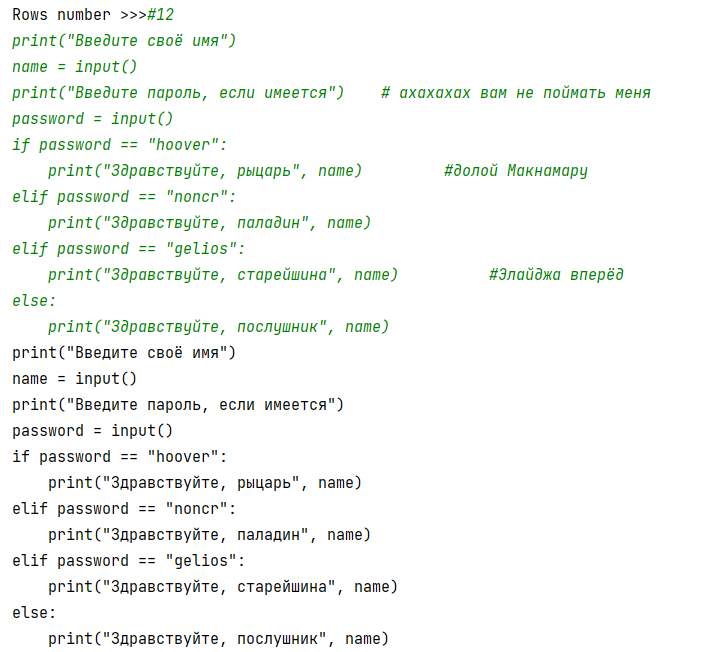 Rows number >>>#12
print("Введите своё имя")
name = input()
print("Введите пароль, если имеется")    # ахахахах вам не поймать меня
password = input()
if password == "hoover":
    print("Здравствуйте, рыцарь", name)         #долой Макнамару
elif password == "noncr":
    print("Здравствуйте, паладин", name)
elif password == "gelios":
    print("Здравствуйте, старейшина", name)          #Элайджа вперёд
else:
    print("Здравствуйте, послушник", name)
print("Введите своё имя")
name = input()
print("Введите пароль, если имеется")
password = input()
if password == "hoover":
    print("Здравствуйте, рыцарь", name)
elif password == "noncr":
    print("Здравствуйте, паладин", name)
elif password == "gelios":
    print("Здравствуйте, старейшина", name)
else:
    print("Здравствуйте, послушник", name)